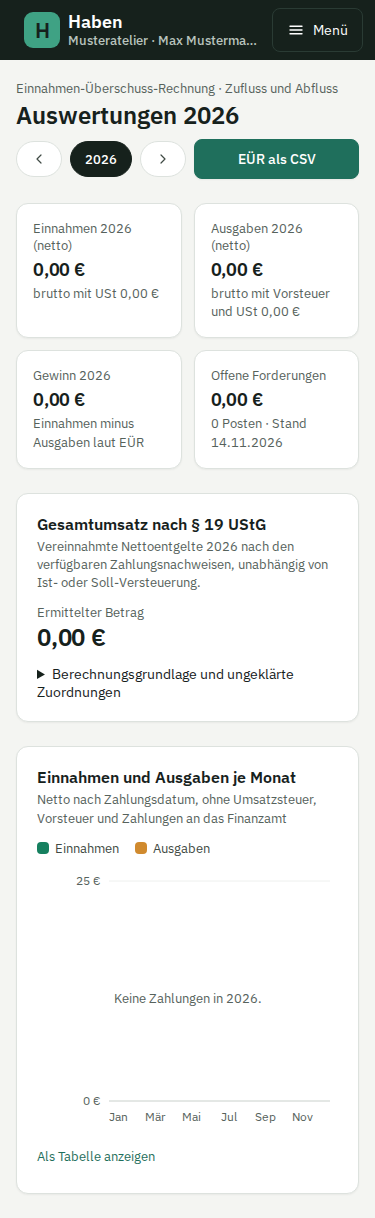 H
Haben
Musteratelier · Max Musterma...
Menü
Einnahmen-Überschuss-Rechnung · Zufluss und Abfluss
Auswertungen 2026
2026
EÜR als CSV
Einnahmen 2026
(netto)
0,00 €
brutto mit USt 0,00 €
Ausgaben 2026
(netto)
0,00 €
brutto mit Vorsteuer
und USt 0,00 €
Gewinn 2026
0,00 €
Einnahmen minus
Ausgaben laut EÜR
Offene Forderungen
0,00 €
0 Posten · Stand
14.11.2026
Gesamtumsatz nach § 19 UStG
Vereinnahmte Nettoentgelte 2026 nach den
verfügbaren Zahlungsnachweisen, unabhängig von
Ist- oder Soll-Versteuerung.
Ermittelter Betrag
0,00 €
Berechnungsgrundlage und ungeklärte
Zuordnungen
Einnahmen und Ausgaben je Monat
Netto nach Zahlungsdatum, ohne Umsatzsteuer,
Vorsteuer und Zahlungen an das Finanzamt
Einnahmen Ausgaben
25 €
Keine Zahlungen in 2026.
0 €
Jan Mär Mai Jul Sep Nov
Als Tabelle anzeigen